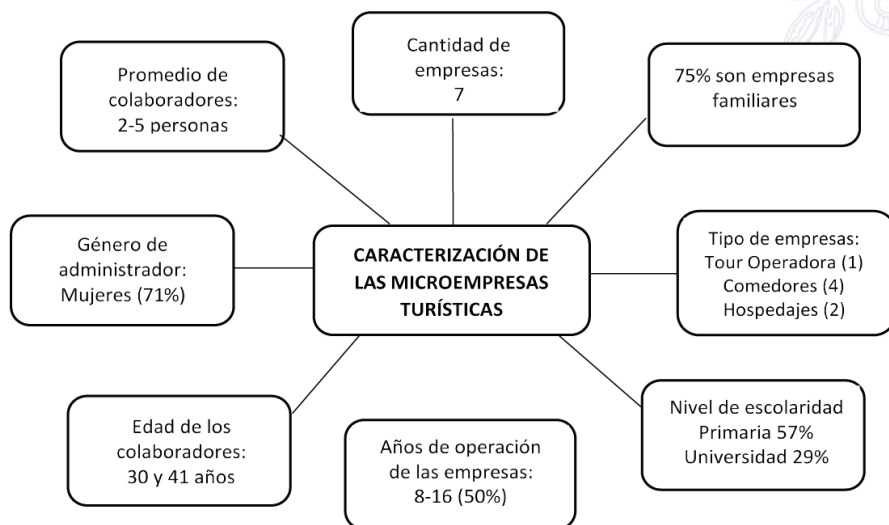 Promedio de
colaboradores:
2-5 personas
Cantidad de
empresas:
7
75% son empresas
familiares
Género de
administrador:
Mujeres (71%)
CARACTERIZACIÓN DE
LAS MICROEMPRESAS
TURÍSTICAS
Tipo de empresas:
Tour Operadora (1)
Comedores (4)
Hospedajes (2)
Edad de los
colaboradores:
30 y 41 años
Años de operación
de las empresas:
8-16 (50%)
Nivel de escolaridad
Primaria 57%
Universidad 29%